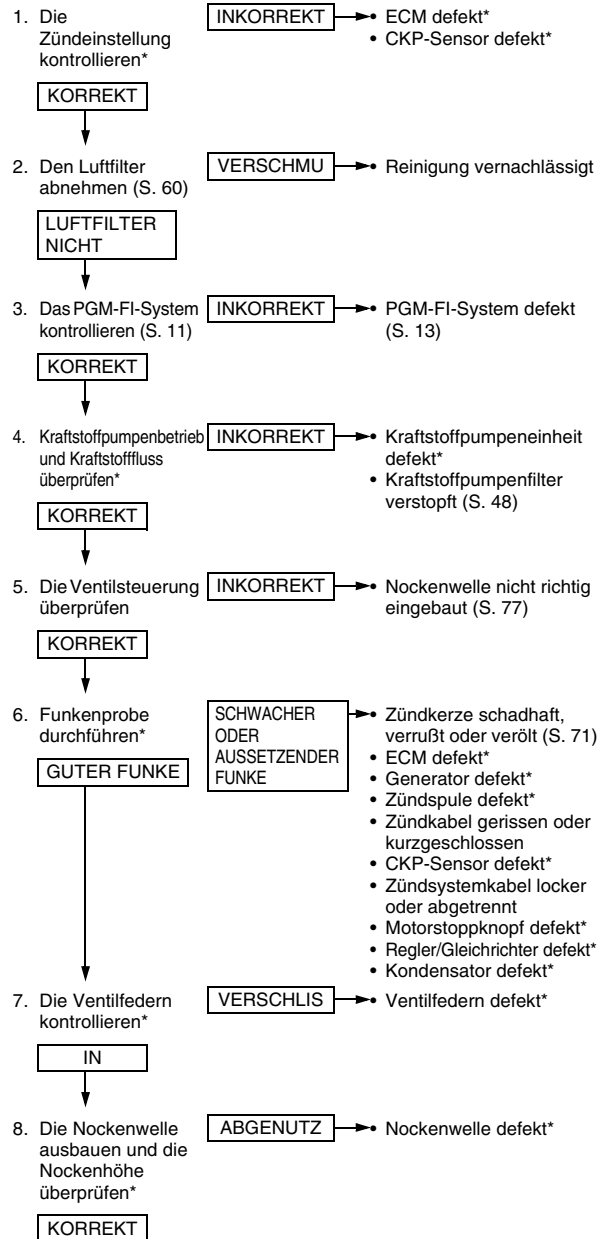 1. Die
Zündeinstellung
kontrollieren*
INKORREKT
• ECM defekt*
• CKP-Sensor defekt*
KORREKT
2. Den Luftfilter
abnehmen (S. 60)
VERSCHMU
• Reinigung vernachlässigt
LUFTFILTER
NICHT
3. Das PGM-FI-System
kontrollieren (S. 11)
INKORREKT
• PGM-FI-System defekt
(S. 13)
KORREKT
4. Kraftstoffpumpenbetrieb
und Kraftstofffluss
überprüfen*
INKORREKT
• Kraftstoffpumpeneinheit
defekt*
• Kraftstoffpumpenfilter
verstopft (S. 48)
KORREKT
5. Die Ventilsteuerung
überprüfen
INKORREKT
• Nockenwelle nicht richtig
eingebaut (S. 77)
KORREKT
6. Funkenprobe
durchführen*
SCHWACHER
ODER
AUSSETZENDER
FUNKE
• Zündkerze schadhaft,
verrußt oder verölt (S. 71)
• ECM defekt*
• Generator defekt*
• Zündspule defekt*
• Zündkabel gerissen oder
kurzgeschlossen
• CKP-Sensor defekt*
• Zündsystemkabel locker
oder abgetrennt
• Motorstoppknopf defekt*
• Regler/Gleichrichter defekt*
• Kondensator defekt*
GUTER FUNKE
7. Die Ventilfedern
kontrollieren*
VERSCHLIS
• Ventilfedern defekt*
IN
8. Die Nockenwelle
ausbauen und die
Nockenhöhe
überprüfen*
ABGENUTZ
• Nockenwelle defekt*
KORREKT